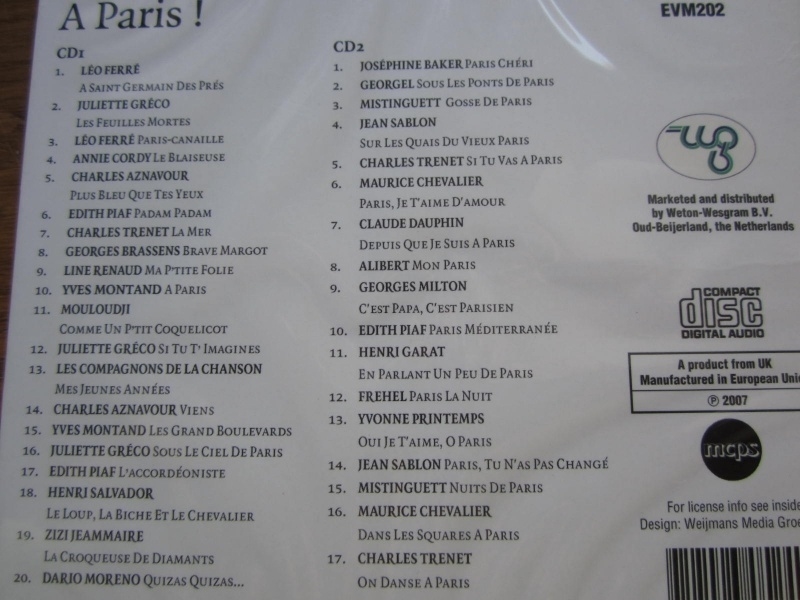 A Paris !
CD1
1. LÉO FERRÉ
A SAINT GERMAIN DES PRÉS
2. JULIETTE GRÉCO
LES FEUILLES MORTES
3. LÉO FERRÉ PARIS-CANAILLE
4. ANNIE CORDY LE BLAISEUSE
5. CHARLES AZNAVOUR
PLUS BLEU QUE TES YEUX
6. EDITH PIAF PADAM PADAM
7. CHARLES TRENET LA MER
8. GEORGES BRASSENS BRAVE MARGOT
9. LINE RENAUD MA P'TITE FOLIE
10. YVES MONTAND A PARIS
11. MOULOUDJI
COMME UN P'TIT COQUELICOT
12. JULIETTE GRÉCO SI TU T' IMAGINES
13. LES COMPAGNONS DE LA CHANSON
MES JEUNES ANNÉES
14. CHARLES AZNAVOUR VIENS
15. YVES MONTAND LES GRAND BOULEVARDS
16. JULIETTE GRÉCO SOUS LE CIEL DE PARIS
17. EDITH PIAF L'ACCORDÉONISTE
18. HENRI SALVADOR
LE LOUP, LA BICHE ET LE CHEVALIER
19. ZIZI JEAMMAIRE
LA CROQUEUSE DE DIAMANTS
20. DARIO MORENO QUIZAS QUIZAS...
CD2
1. JOSÉPHINE BAKER PARIS CHÉRI
2. GEORGEL SOUS LES PONTS DE PARIS
3. MISTINGUETT GOSSE DE PARIS
4. JEAN SABLON
SUR LES QUAIS DU VIEUX PARIS
5. CHARLES TRENET SI TU VAS A PARIS
6. MAURICE CHEVALIER
PARIS, JE T'AIME D'AMOUR
7. CLAUDE DAUPHIN
DEPUIS QUE JE SUIS A PARIS
8. ALIBERT MON PARIS
9. GEORGES MILTON
C'EST PAPA, C'EST PARISIEN
10. EDITH PIAF PARIS MÉDITERRANÉE
11. HENRI GARAT
EN PARLANT UN PEU DE PARIS
12. FREHEL PARIS LA NUIT
13. YVONNE PRINTEMPS
OUI JE T'AIME, O PARIS
14. JEAN SABLON PARIS, TU N'AS PAS CHANGÉ
15. MISTINGUETT NUITS DE PARIS
16. MAURICE CHEVALIER
DANS LES SQUARES A PARIS
17. CHARLES TRENET
ON DANSE A PARIS
EVM202
Marketed and distributed
by Weton-Wesgram B.V.
Oud-Beijerland, the Netherlands
COMPACT
disc
DIGITAL AUDIO
A product from UK
Manufactured in European Unio
℗ 2007
mcps
For license info see inside
Design: Weijmans Media Groe